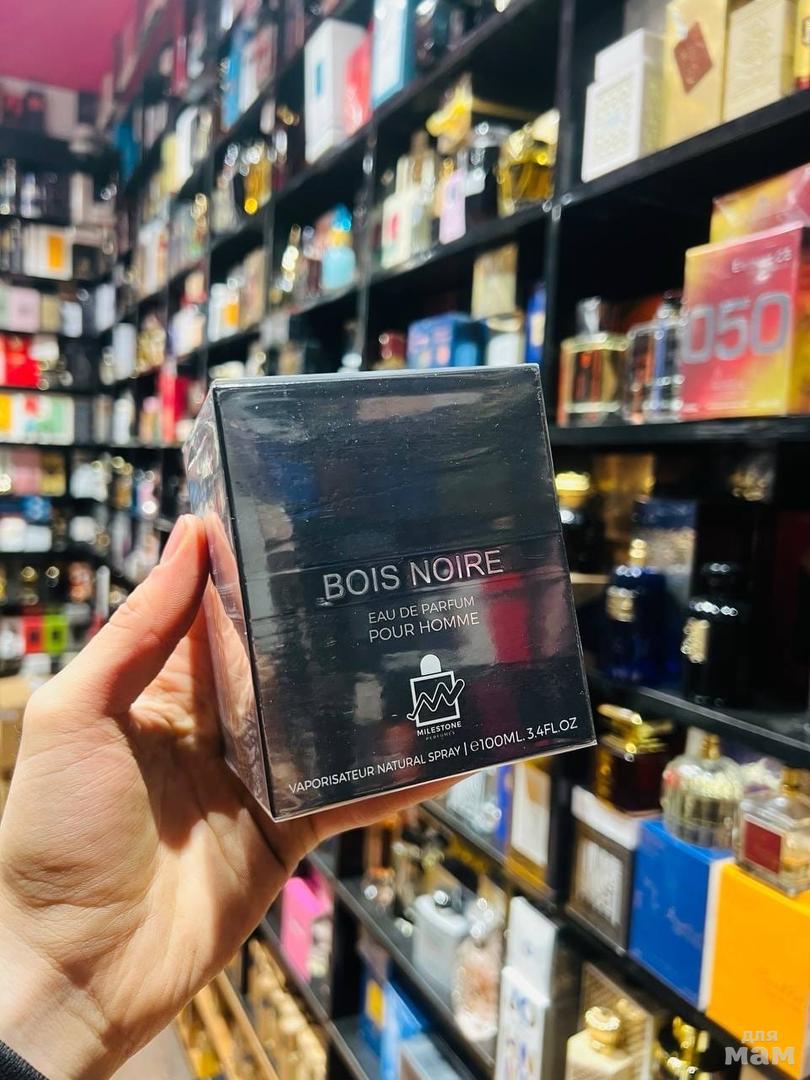 050
BOIS NOIRE
EAU DE PARFUM
POUR HOMME
MILESTONE
PERFUMES
VAPORISATEUR NATURAL SPRAY | ℮100ML. 3.4FL.OZ
для
мам